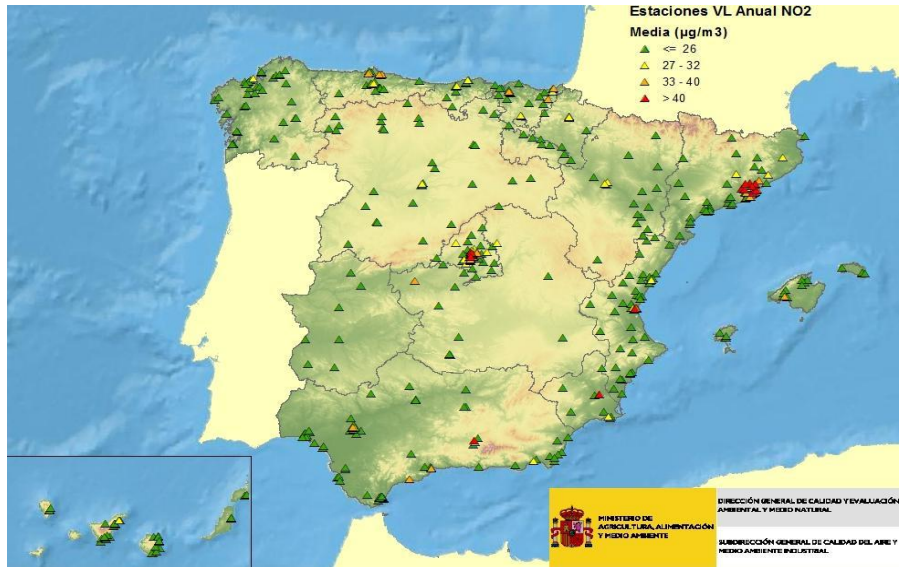 Estaciones VL Anual NO2
Media (µg/m3)
<= 26
27 - 32
33 - 40
> 40
MINISTERIO DE
AGRICULTURA, ALIMENTACIÓN
Y MEDIO AMBIENTE
DIRECCIÓN GENERAL DE CALIDAD Y EVALUACIÓN
AMBIENTAL Y MEDIO NATURAL
SUBDIRECCIÓN GENERAL DE CALIDAD DEL AIRE Y
MEDIO AMBIENTE INDUSTRIAL